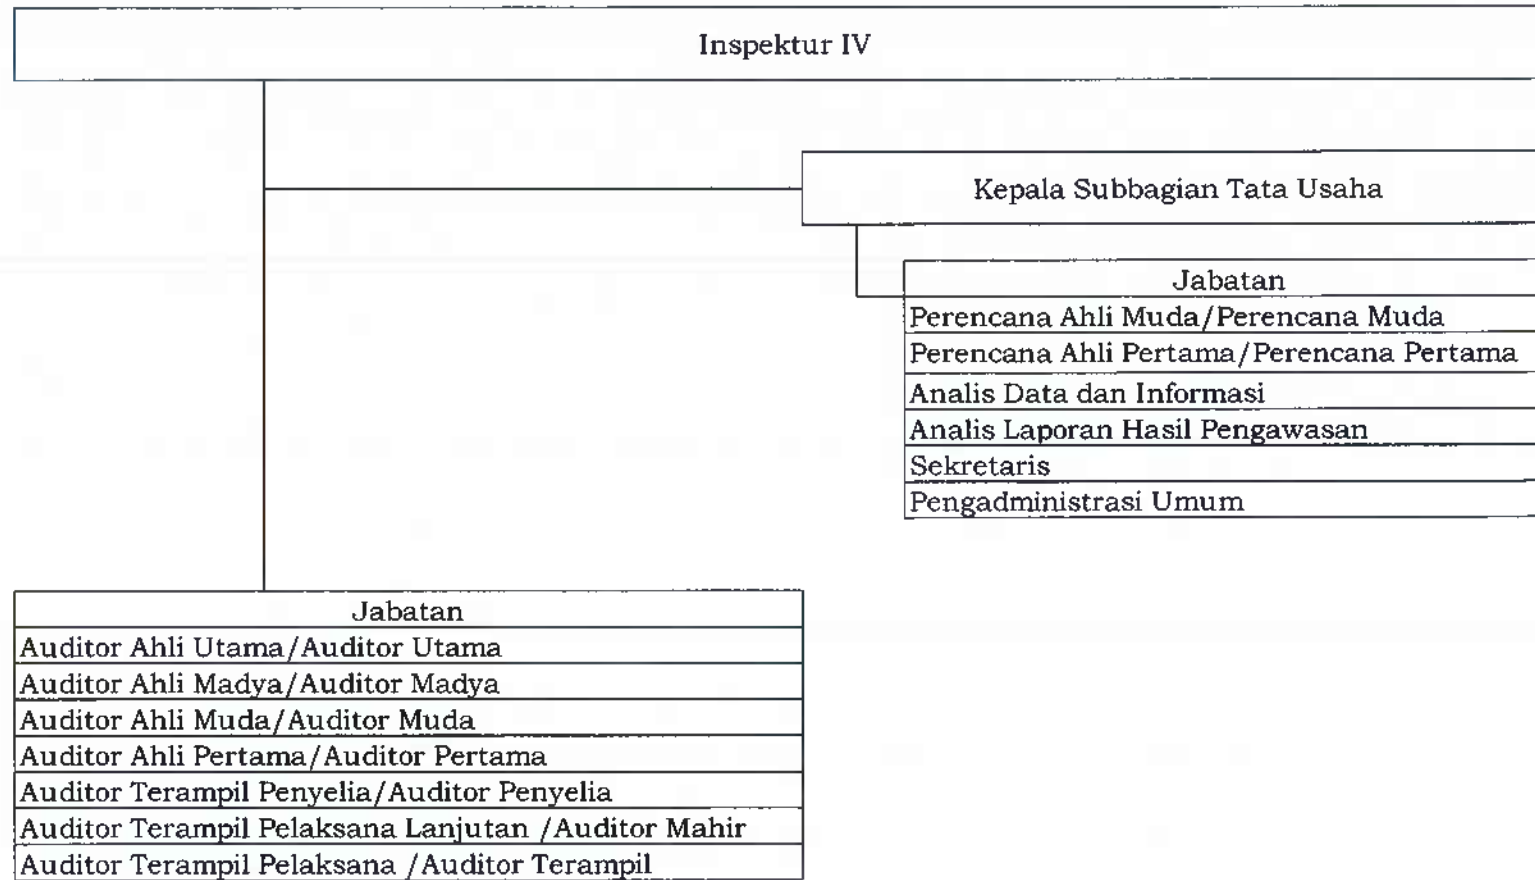 Inspektur IV
Kepala Subbagian Tata Usaha
Jabatan
Perencana Ahli Muda/Perencana Muda
Perencana Ahli Pertama/Perencana Pertama
Analis Data dan Informasi
Analis Laporan Hasil Pengawasan
Sekretaris
Pengadministrasi Umum
Jabatan
Auditor Ahli Utama/Auditor Utama
Auditor Ahli Madya/Auditor Madya
Auditor Ahli Muda/Auditor Muda
Auditor Ahli Pertama/Auditor Pertama
Auditor Terampil Penyelia/Auditor Penyelia
Auditor Terampil Pelaksana Lanjutan /Auditor Mahir
Auditor Terampil Pelaksana /Auditor Terampil